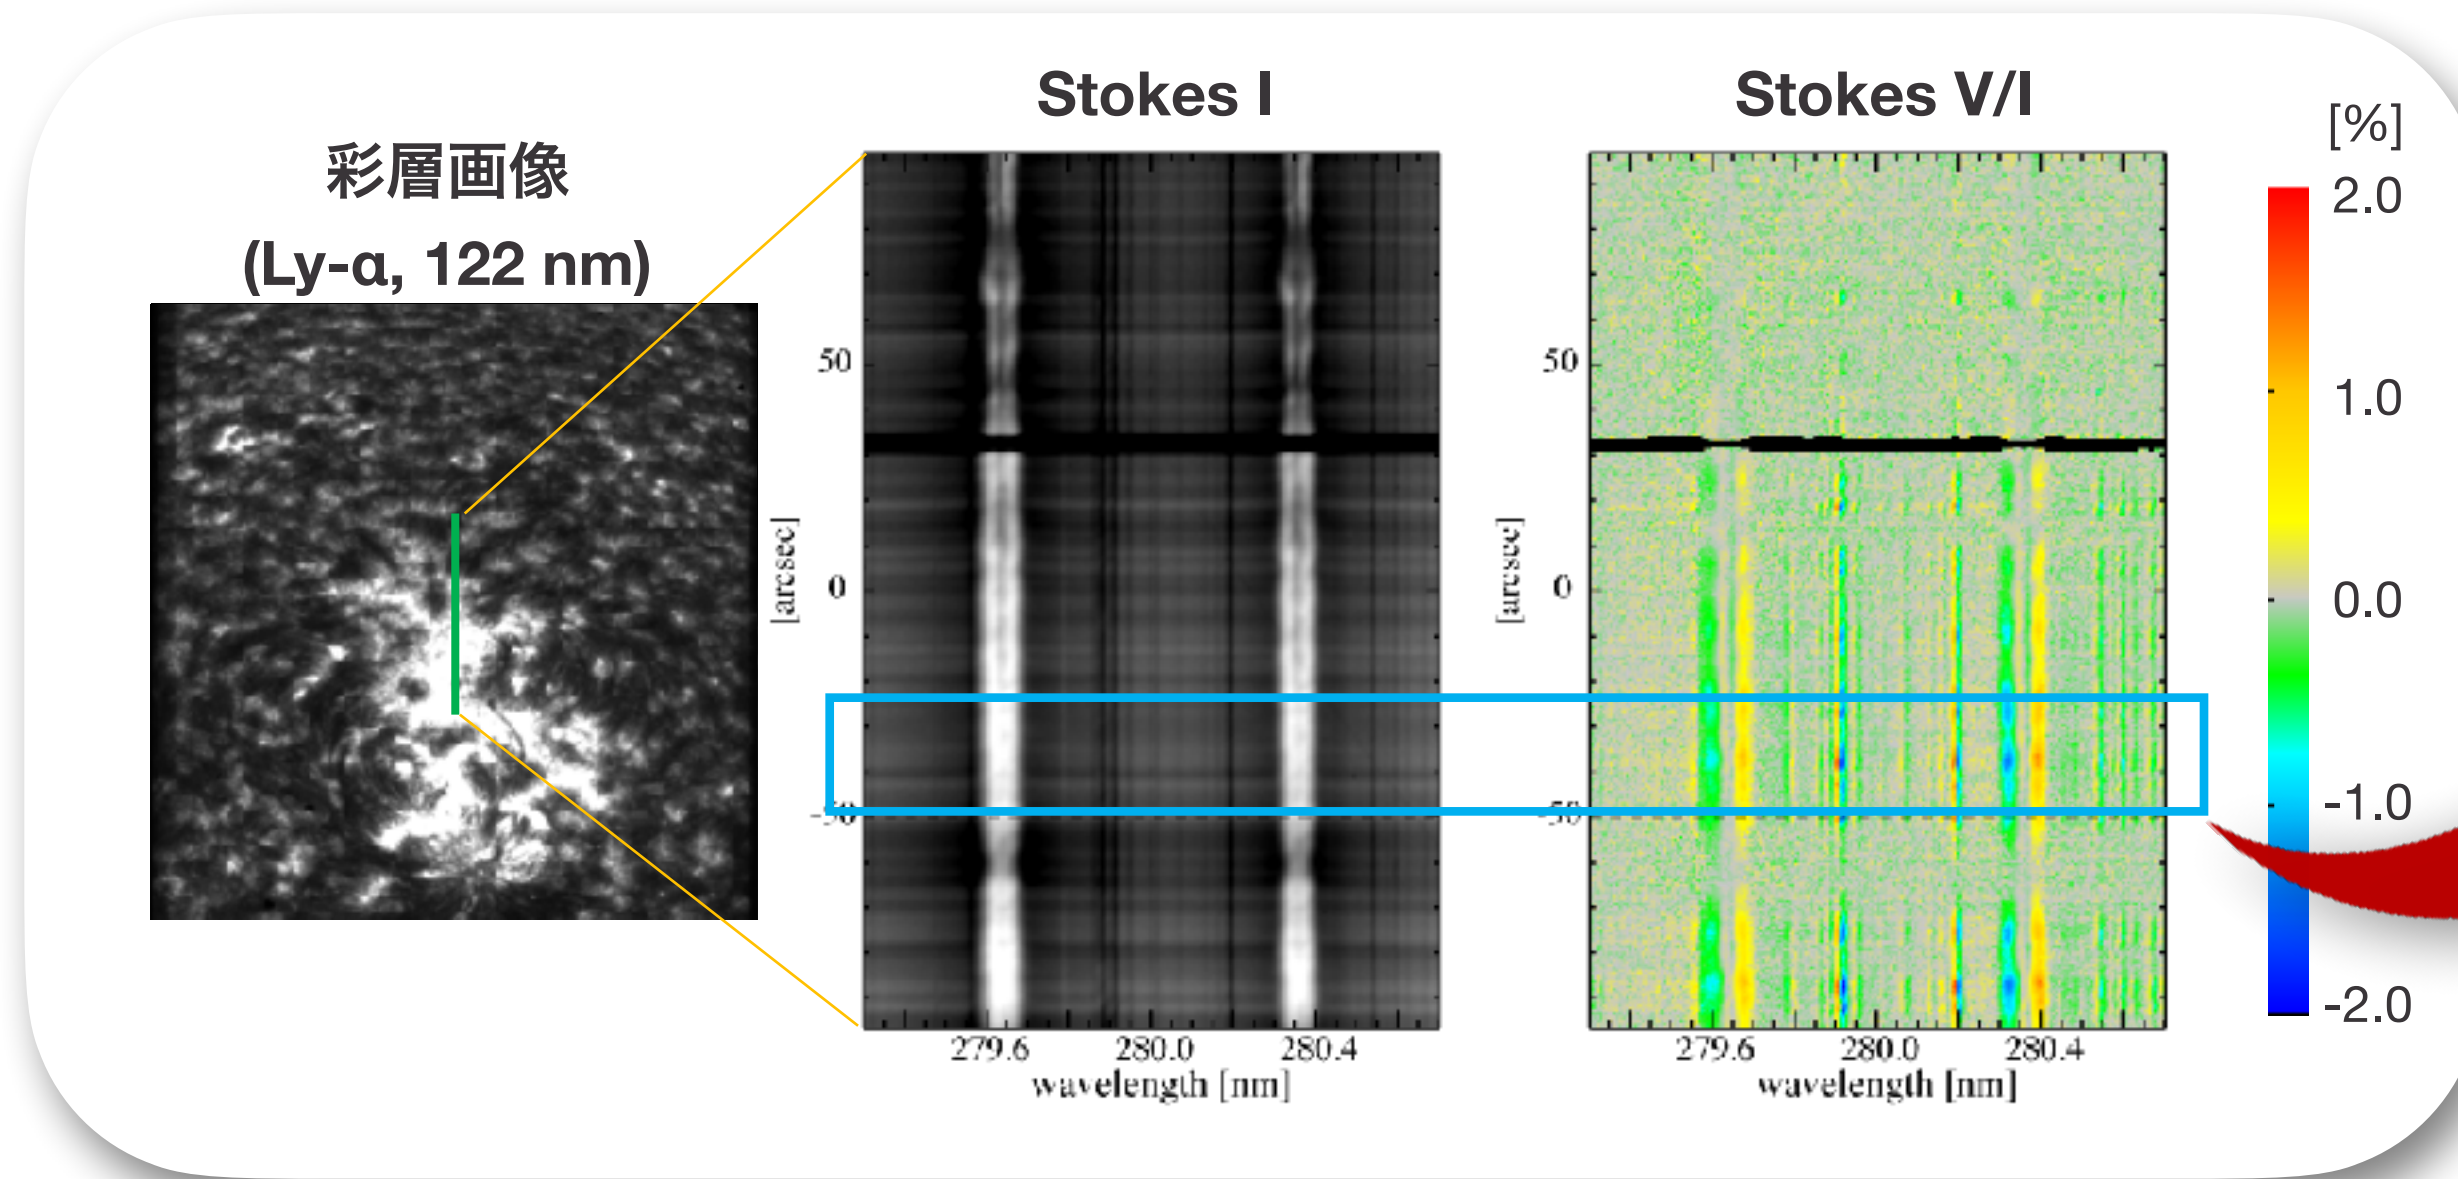 彩層画像
(Ly-α, 122 nm)
Stokes I
50
0
-50
[arcsec]
279.6 280.0 280.4
wavelength [nm]
Stokes V/I
50
0
-50
[arcsec]
279.6 280.0 280.4
wavelength [nm]
[%]
2.0
1.0
0.0
-1.0
-2.0